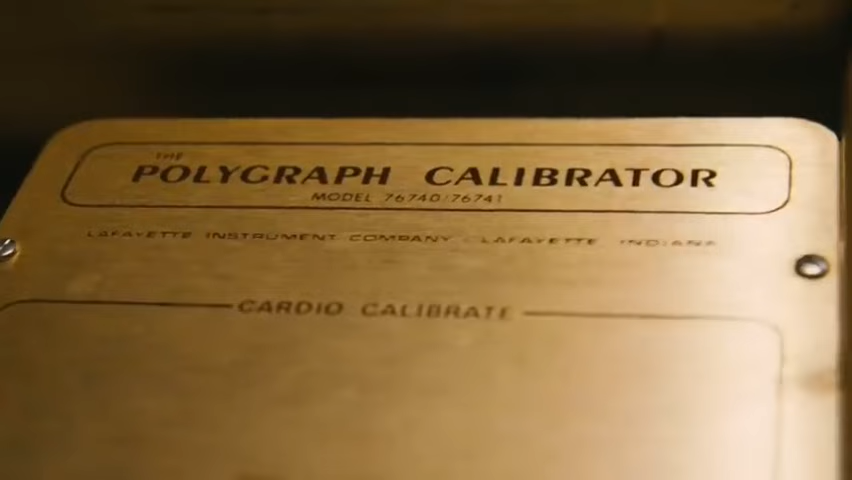 THE
POLYGRAPH CALIBRATOR
MODEL 76740/76741
LAFAYETTE INSTRUMENT COMPANY - LAFAYETTE INDIANA
CARDIO CALIBRATE